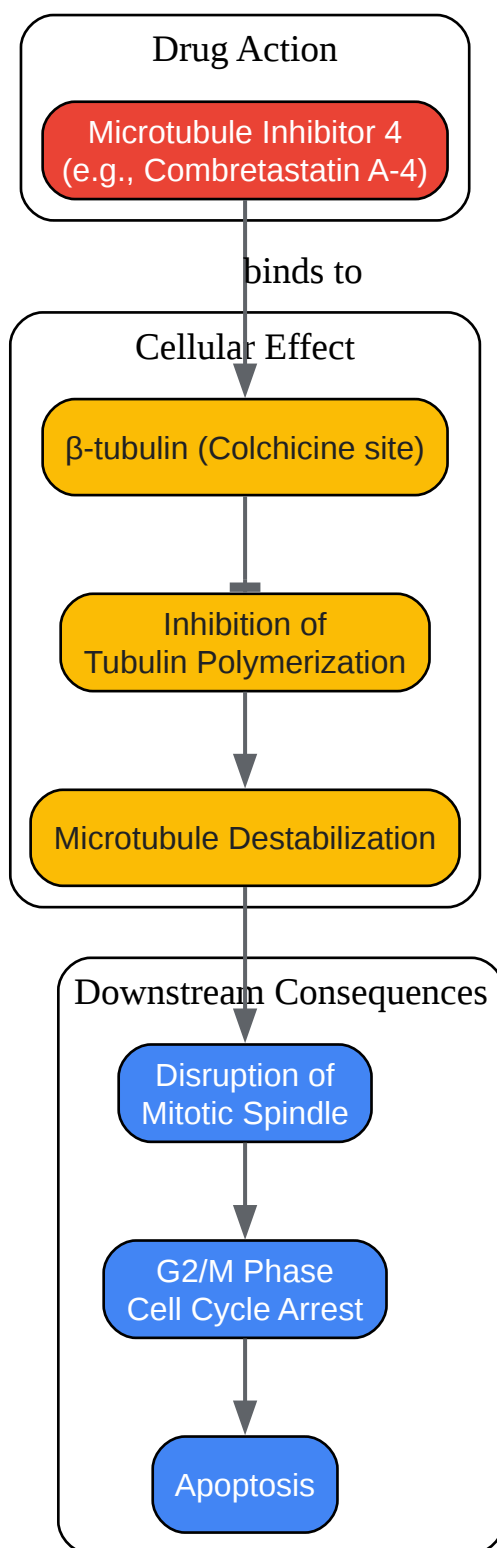 Drug Action
Microtubule Inhibitor 4
(e.g., Combretastatin A-4)
binds to
Cellular Effect
β-tubulin (Colchicine site)
Inhibition of
Tubulin Polymerization
Microtubule Destabilization
Downstream Consequences
Disruption of
Mitotic Spindle
G2/M Phase
Cell Cycle Arrest
Apoptosis